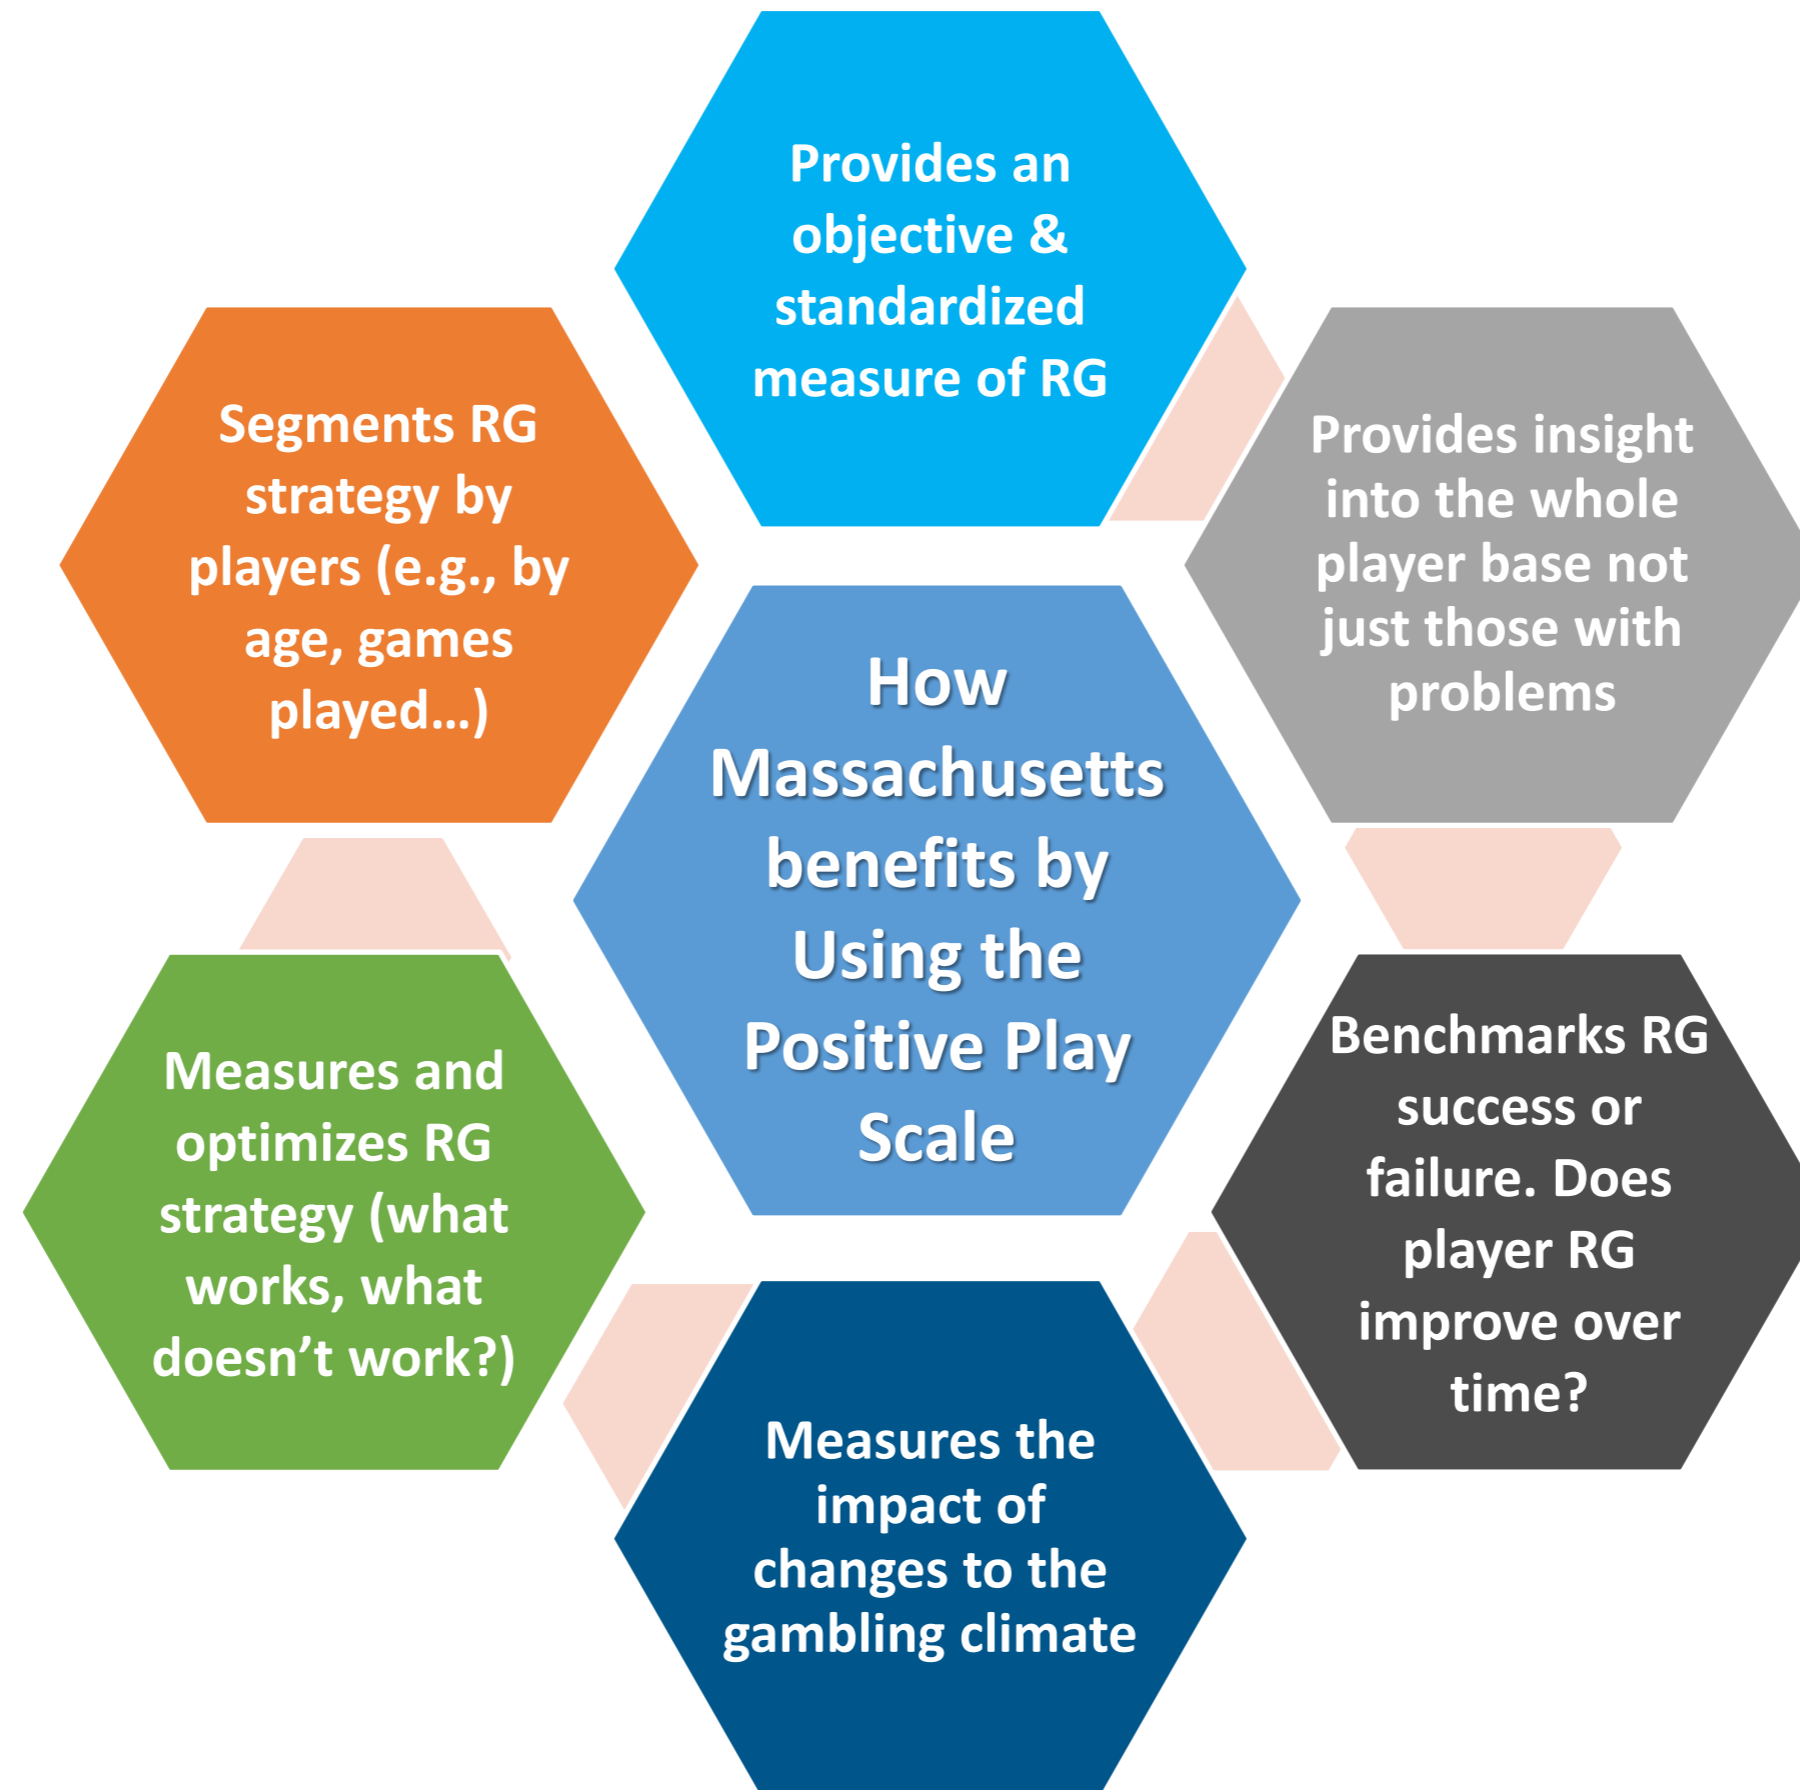 Provides an
objective &
standardized
measure of RG
Provides insight
into the whole
player base not
just those with
problems
Benchmarks RG
success or
failure. Does
player RG
improve over
time?
Measures the
impact of
changes to the
gambling climate
Measures and
optimizes RG
strategy (what
works, what
doesn’t work?)
Segments RG
strategy by
players (e.g., by
age, games
played…)
How
Massachusetts
benefits by
Using the
Positive Play
Scale